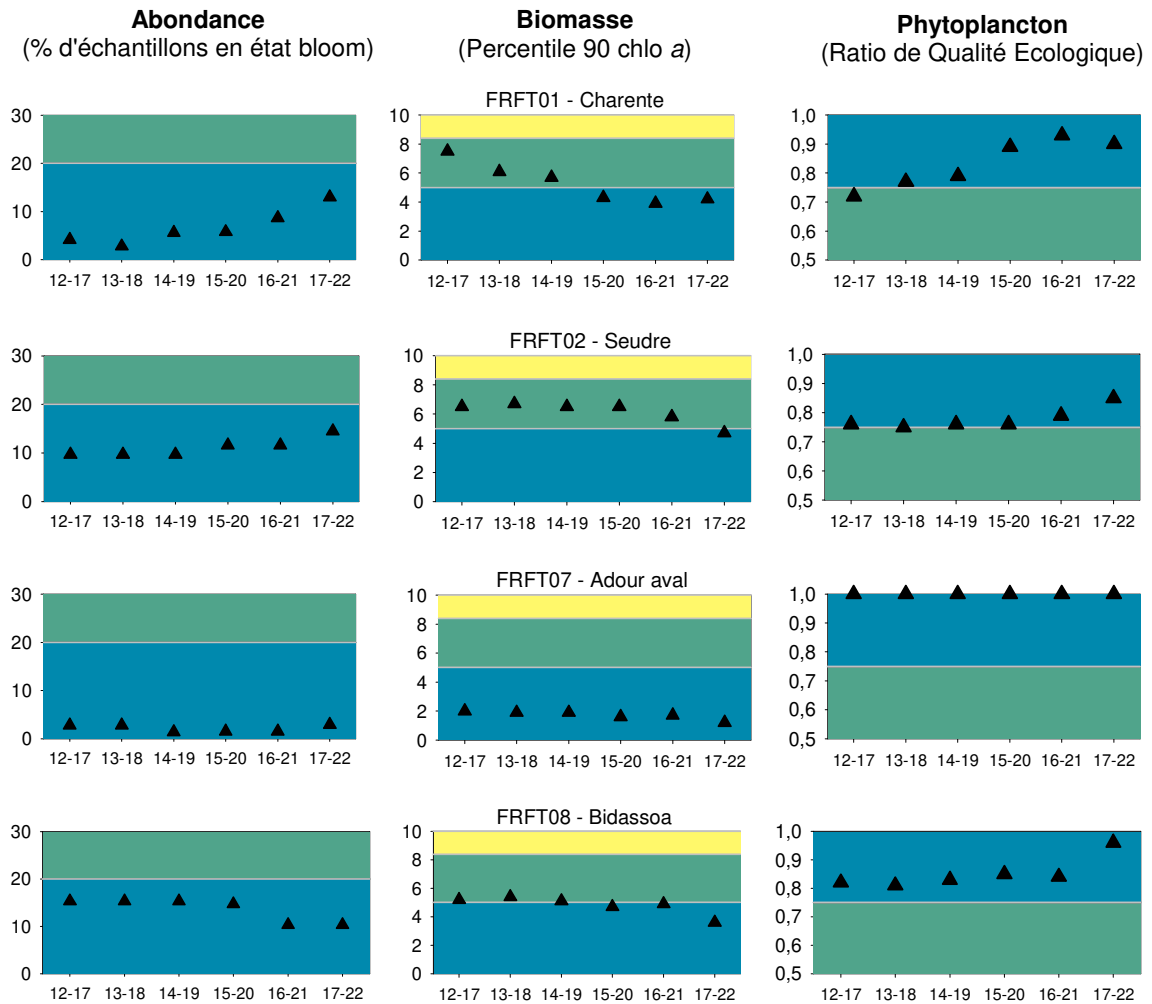 Abondance
(% d'échantillons en état bloom)
Biomasse
(Percentile 90 chlo a)
Phytoplancton
(Ratio de Qualité Ecologique)
FRFT01 - Charente
30
20
10
0
12-17 13-18 14-19 15-20 16-21 17-22
10
8
6
4
2
0
12-17 13-18 14-19 15-20 16-21 17-22
1,0
0,9
0,8
0,7
0,6
0,5
12-17 13-18 14-19 15-20 16-21 17-22
FRFT02 - Seudre
30
20
10
0
12-17 13-18 14-19 15-20 16-21 17-22
10
8
6
4
2
0
12-17 13-18 14-19 15-20 16-21 17-22
1,0
0,9
0,8
0,7
0,6
0,5
12-17 13-18 14-19 15-20 16-21 17-22
FRFT07 - Adour aval
30
20
10
0
12-17 13-18 14-19 15-20 16-21 17-22
10
8
6
4
2
0
12-17 13-18 14-19 15-20 16-21 17-22
1,0
0,9
0,8
0,7
0,6
0,5
12-17 13-18 14-19 15-20 16-21 17-22
FRFT08 - Bidassoa
30
20
10
0
12-17 13-18 14-19 15-20 16-21 17-22
10
8
6
4
2
0
12-17 13-18 14-19 15-20 16-21 17-22
1,0
0,9
0,8
0,7
0,6
0,5
12-17 13-18 14-19 15-20 16-21 17-22